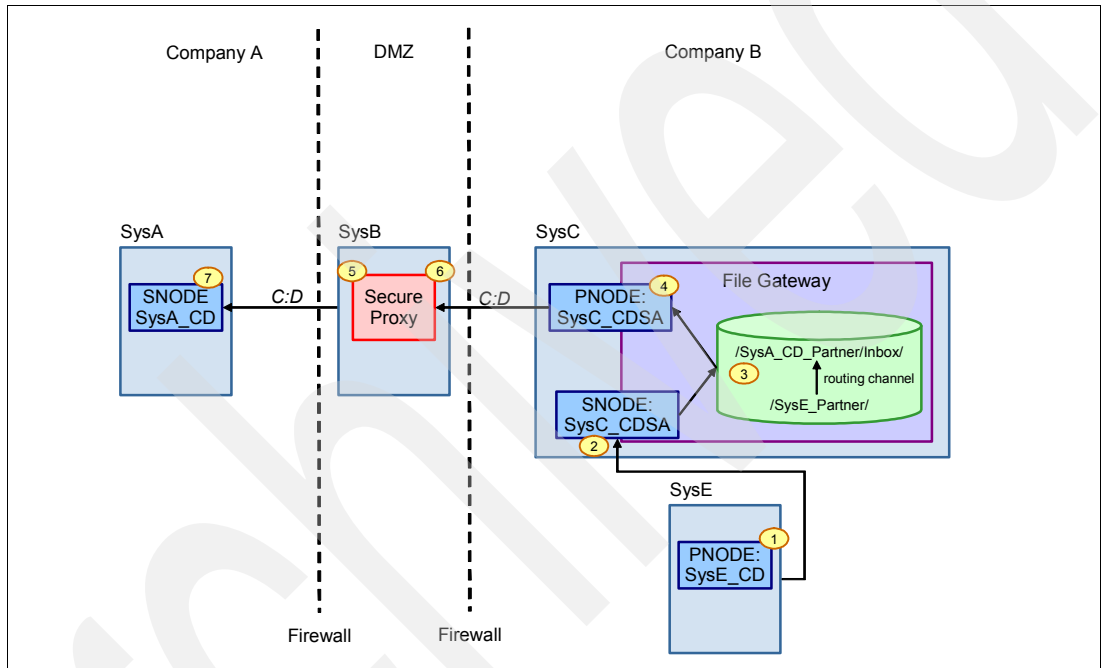 Company A
DMZ
Company B
SysA
SysB
SysC
7
SNODE
SysA_CD
C:D
5
6
Secure
Proxy
C:D
4
PNODE:
SysC_CDSA
File Gateway
/SysA_CD_Partner/Inbox/
3
routing channel
/SysE_Partner/
SNODE:
SysC_CDSA
2
SysE
1
PNODE:
SysE_CD
Firewall
Firewall